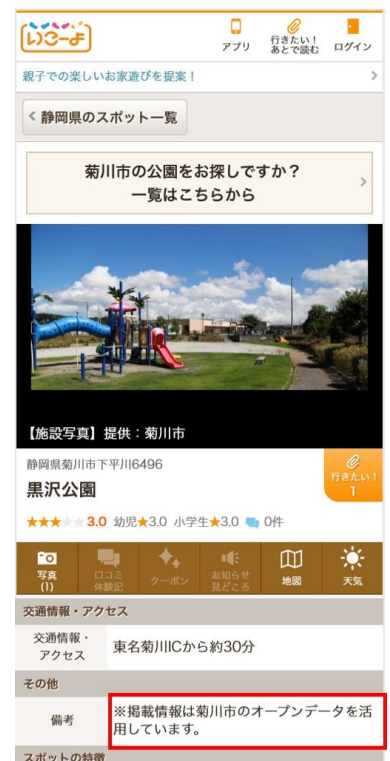 いこーよ
アプリ
行きたい！
あとで読む
ログイン
親子での楽しいお家遊びを提案！
静岡県のスポット一覧
菊川市の公園をお探しですか？
一覧はこちらから
【施設写真】提供：菊川市
静岡県菊川市下平川6496
黒沢公園
行きたい！
1
★★★★★ 3.0 幼児★3.0 小学生★3.0 0件
写真
(1)
口コミ
体験記
クーポン
お知らせ
見どころ
地図
天気
交通情報・アクセス
交通情報・
アクセス
東名菊川ICから約30分
その他
備考
※掲載情報は菊川市のオープンデータを活
用しています。
スポットの特徴